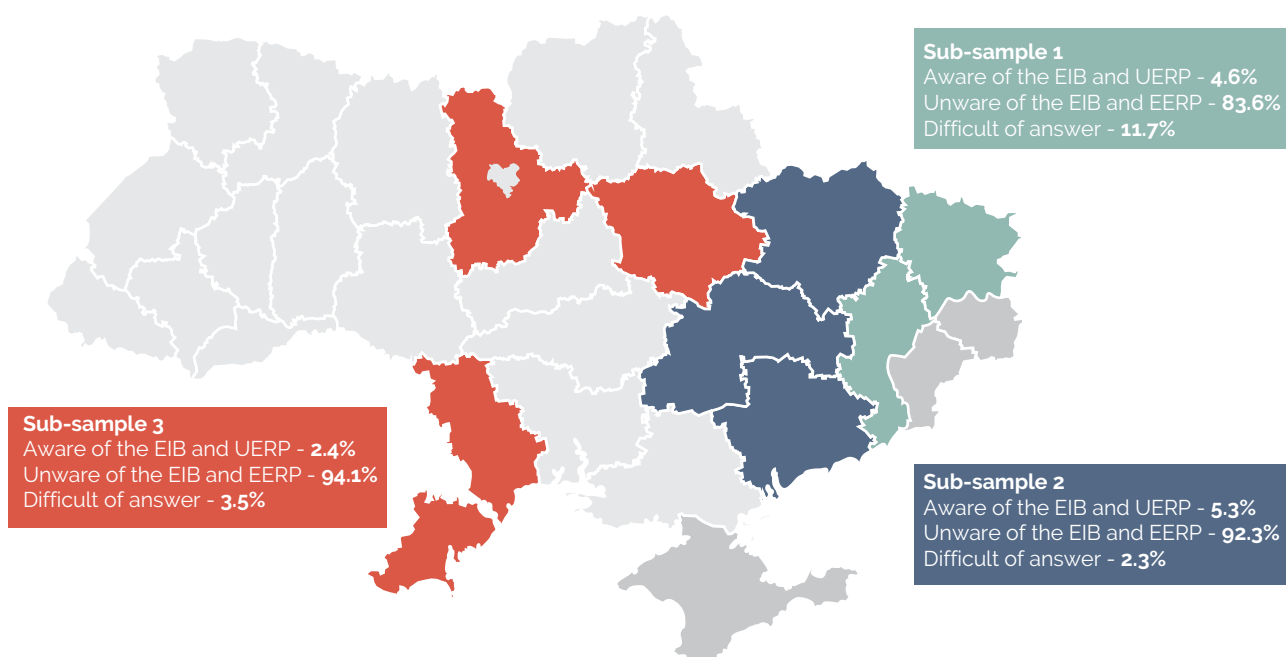 Sub-sample 1
Aware of the EIB and UERP - 4.6%
Unware of the EIB and EERP - 83.6%
Difficult of answer - 11.7%
Sub-sample 3
Aware of the EIB and UERP - 2.4%
Unware of the EIB and EERP - 94.1%
Difficult of answer - 3.5%
Sub-sample 2
Aware of the EIB and UERP - 5.3%
Unware of the EIB and EERP - 92.3%
Difficult of answer - 2.3%